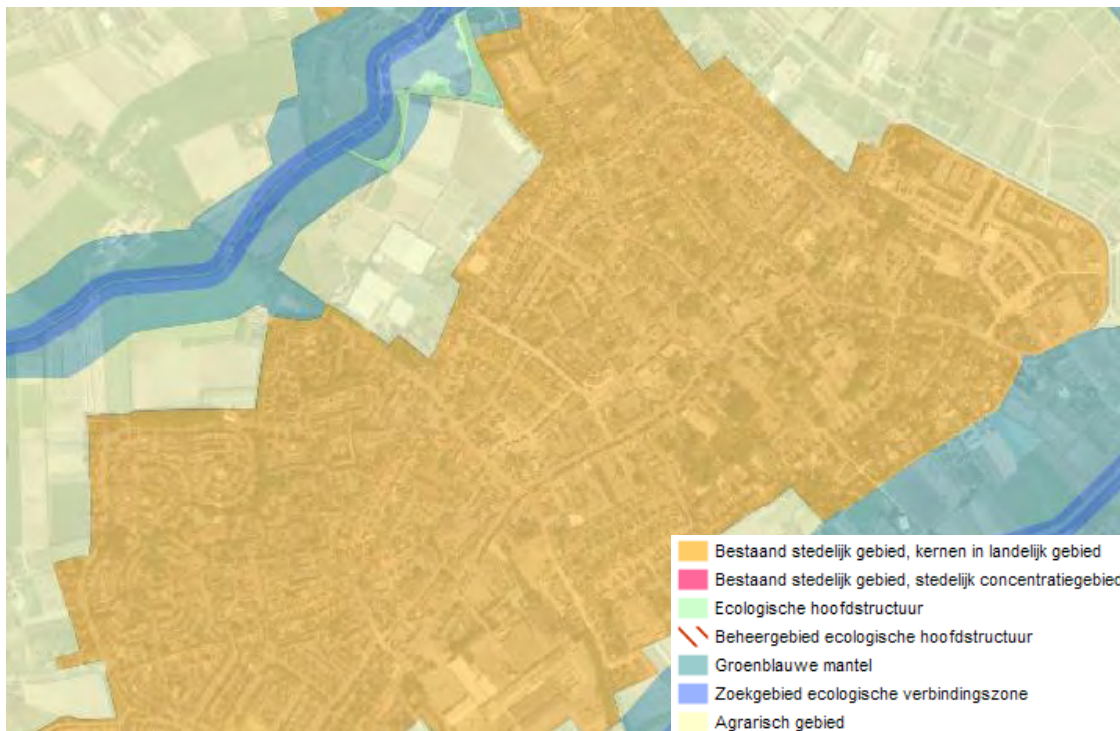 Bestaand stedelijk gebied, kernen in landelijk gebied
Bestaand stedelijk gebied, stedelijk concentratiegebied
Ecologische hoofdstructuur
Beheergebied ecologische hoofdstructuur
Groenblauwe mantel
Zoekgebied ecologische verbindingszone
Agrarisch gebied